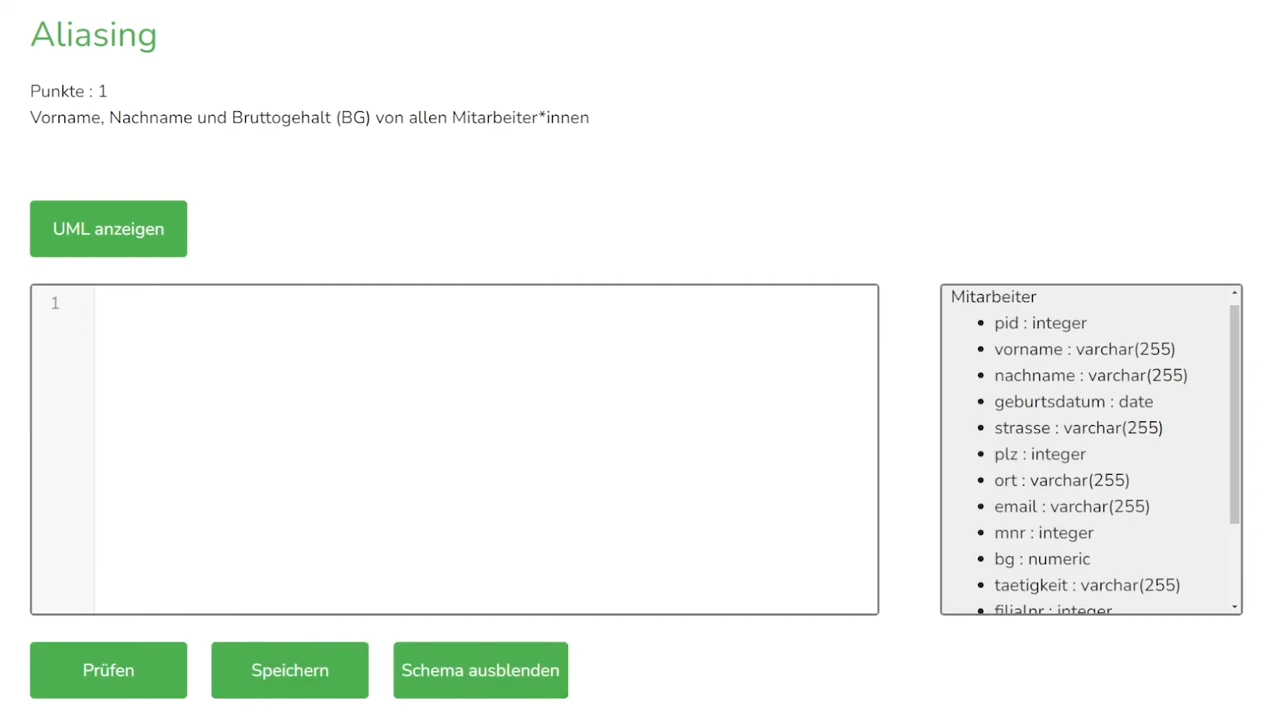 Aliasing
Punkte : 1
Vorname, Nachname und Bruttogehalt (BG) von allen Mitarbeiter*innen
UML anzeigen
1
Mitarbeiter
pid : integer
vorname : varchar(255)
nachname : varchar(255)
geburtsdatum : date
strasse : varchar(255)
plz : integer
ort : varchar(255)
email : varchar(255)
mnr : integer
bg : numeric
taetigkeit : varchar(255)
filialnr : integer
Prüfen
Speichern
Schema ausblenden